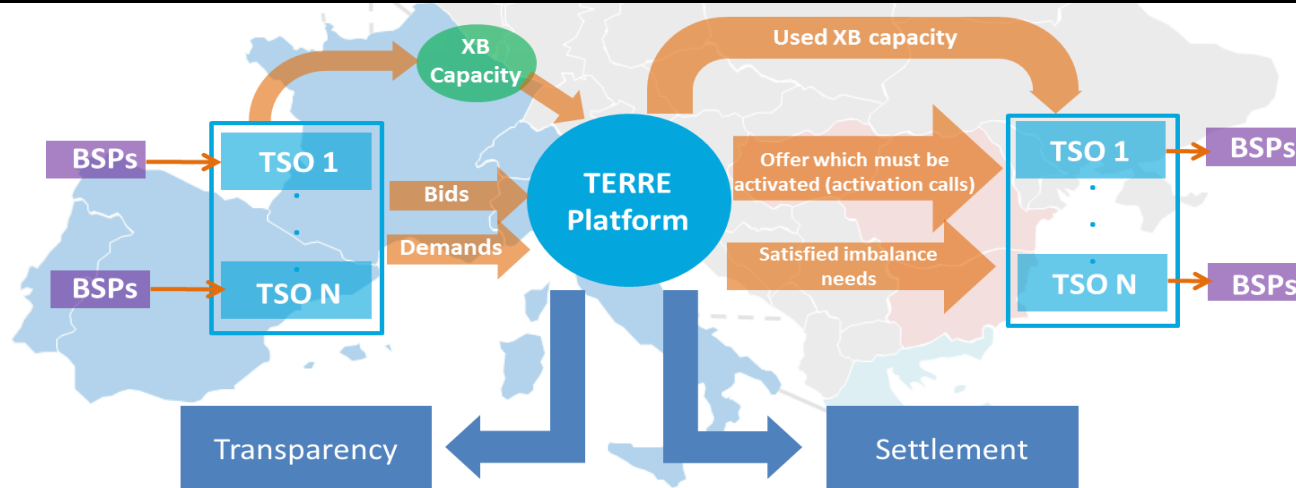 XB
Capacity
Used XB capacity
BSPs
TSO 1
Bids
Demands
BSPs
TSO N
TERRE
Platform
Offer which must be
activated (activation calls)
Satisfied imbalance
needs
TSO 1
BSPs
TSO N
BSPs
Transparency
Settlement